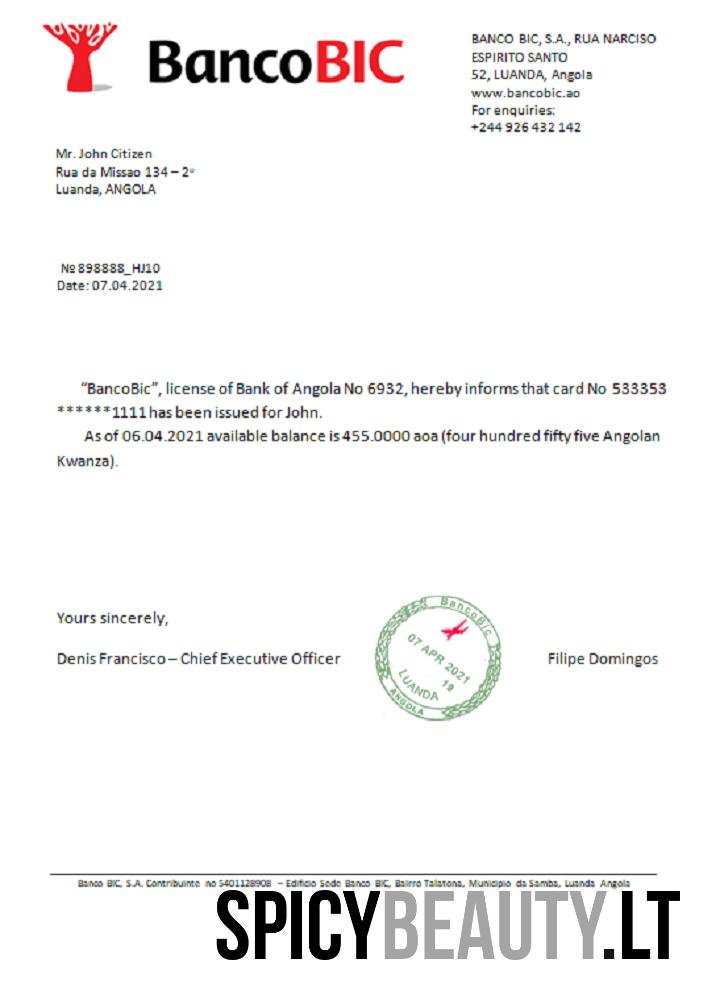 BancoBIC
BANCO BIC, S.A., RUA NARCISO
ESPIRITO SANTO
52, LUANDA, Angola
www.bancobic.ao
For enquiries:
+244 926 432 142
Mr. John Citizen
Rua da Missao 134 – 2º
Luanda, ANGOLA
№ 898888_HJ10
Date: 07.04.2021
“BancoBic”, license of Bank of Angola No 6932, hereby informs that card No 533353
******1111 has been issued for John.
As of 06.04.2021 available balance is 455.0000 aoa (four hundred fifty five Angolan
Kwanza).
Yours sincerely,
Denis Francisco – Chief Executive Officer
BancoBic
07 APR 2021
19
LUANDA
ANGOLA
Filipe Domingos
Banco BIC, S.A. Contribuinte no 5401128908 – Edificio Sede Banco BIC, Bairro Talatona, Municipio da Samba, Luanda Angola
SPICYBEAUTY.LT